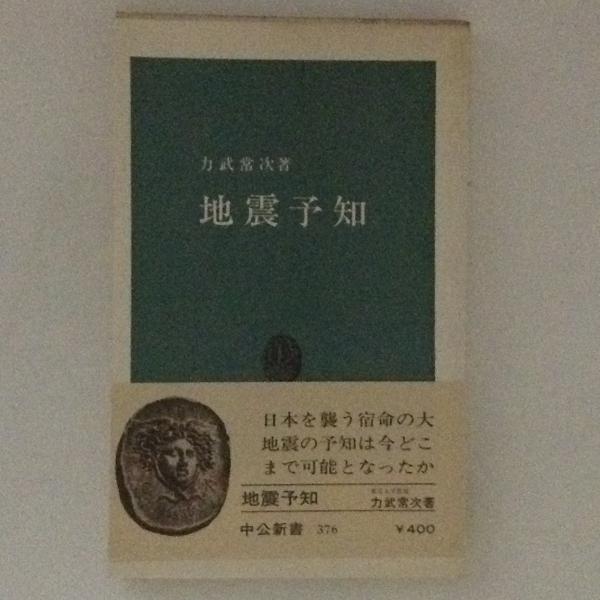 力武常次著
地震予知
日本を襲う宿命の大
地震の予知は今どこ
まで可能となったか
地震予知
力武常次著
中公新書 376 ￥400